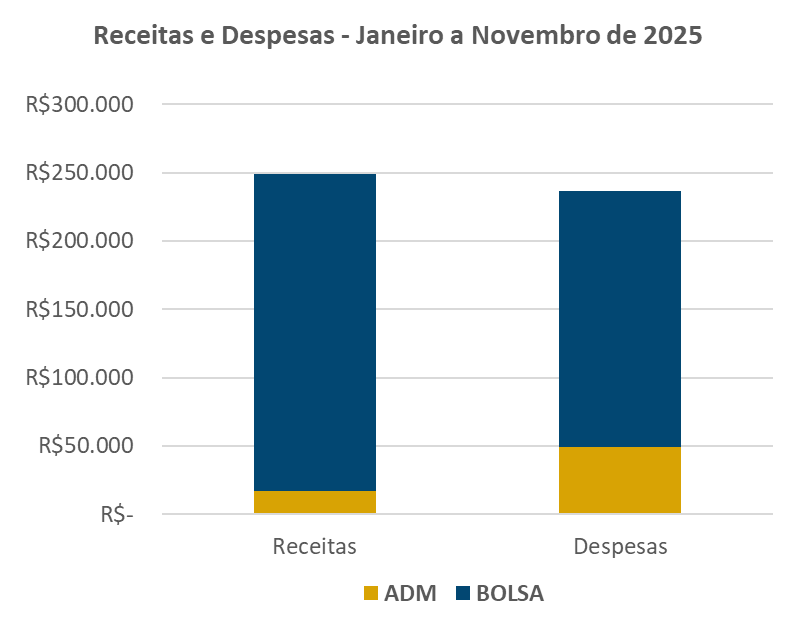 Receitas e Despesas - Janeiro a Novembro de 2025
R$300.000
R$250.000
R$200.000
R$150.000
R$100.000
R$50.000
R$-
Receitas
Despesas
ADM
BOLSA